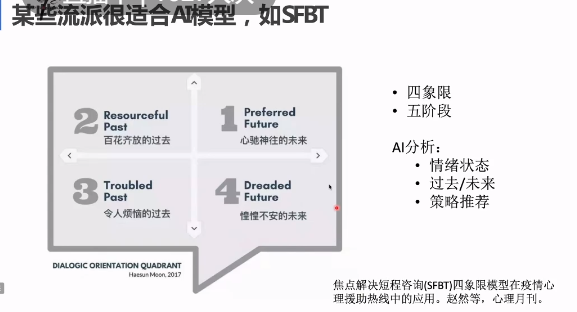 某些流派很适合AI模型，如SFBT
2 Resourceful
Past
百花齐放的过去
1 Preferred
Future
心驰神往的未来
3 Troubled
Past
令人烦恼的过去
4 Dreaded
Future
惶惶不安的未来
DIALOGIC ORIENTATION QUADRANT
Haesun Moon, 2017
• 四象限
• 五阶段
AI分析：
• 情绪状态
• 过去/未来
• 策略推荐
焦点解决短程咨询(SFBT)四象限模型在疫情心
理援助热线中的应用。赵然等，心理月刊。